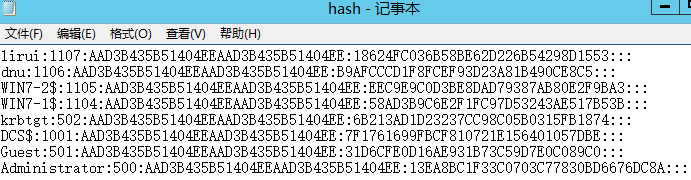 hash - 记事本
文件(F) 编辑(E) 格式(O) 查看(V) 帮助(H)
lirui:1107:AAD3B435B51404EEAAD3B435B51404EE:18624FC036B58BE62D226B54298D1553:::
dnu:1106:AAD3B435B51404EEAAD3B435B51404EE:B9AFCCCD1F8FCEF93D23A81B490CE8C5:::
WIN7-2$:1105:AAD3B435B51404EEAAD3B435B51404EE:EEC9E9C0D3BE8DAD79387AB80E2F9BA3:::
WIN7-1$:1104:AAD3B435B51404EEAAD3B435B51404EE:58AD3B9C6E2F1FC97D53243AE517B53B:::
krbtgt:502:AAD3B435B51404EEAAD3B435B51404EE:6B213AD1D23237CC98C05B0315FB1874:::
DCS$:1001:AAD3B435B51404EEAAD3B435B51404EE:7F1761699FBCF810721E156401057DBE:::
Guest:501:AAD3B435B51404EEAAD3B435B51404EE:31D6CFE0D16AE931B73C59D7E0C089C0:::
Administrator:500:AAD3B435B51404EEAAD3B435B51404EE:13EA8BC1F33C0703C77830BD6676DC8A:::